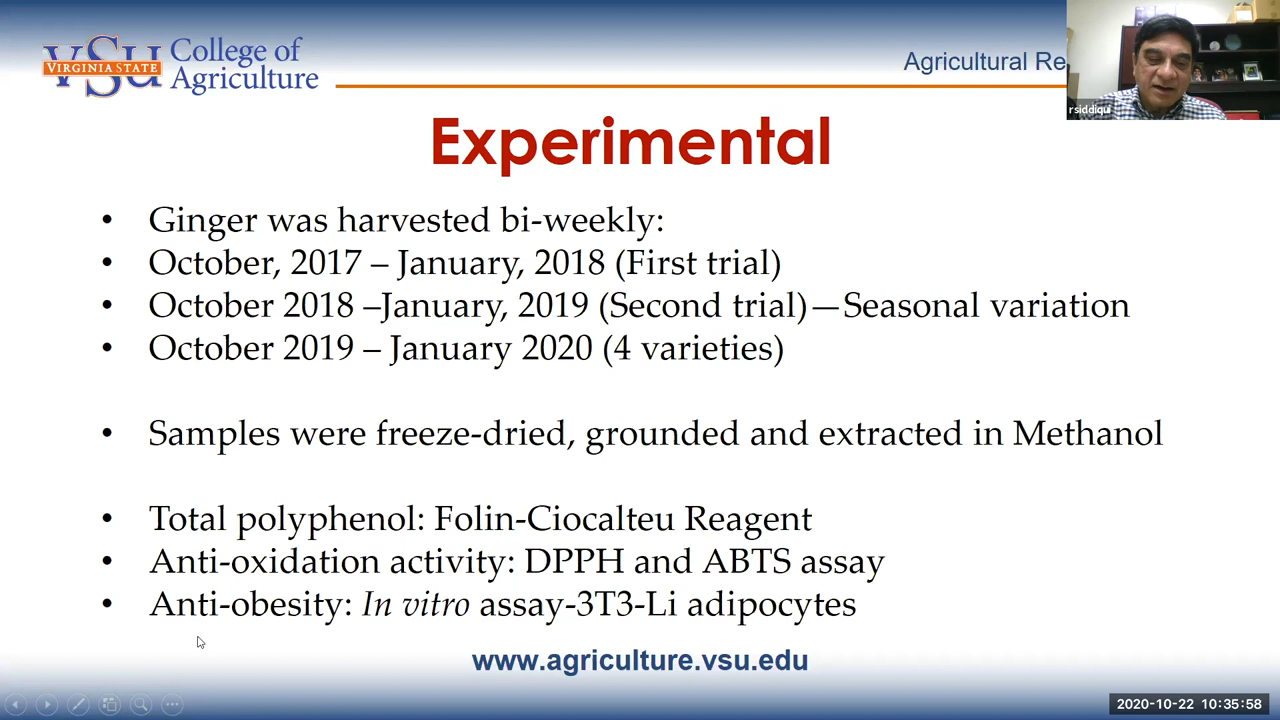 VSU
VIRGINIA STATE
College of
Agriculture
Agricultural Re
rsiddiqui
Experimental
• Ginger was harvested bi-weekly:
• October, 2017 – January, 2018 (First trial)
• October 2018 –January, 2019 (Second trial)—Seasonal variation
• October 2019 – January 2020 (4 varieties)
• Samples were freeze-dried, grounded and extracted in Methanol
• Total polyphenol: Folin-Ciocalteu Reagent
• Anti-oxidation activity: DPPH and ABTS assay
• Anti-obesity: In vitro assay-3T3-Li adipocytes
www.agriculture.vsu.edu
2020-10-22 10:35:58